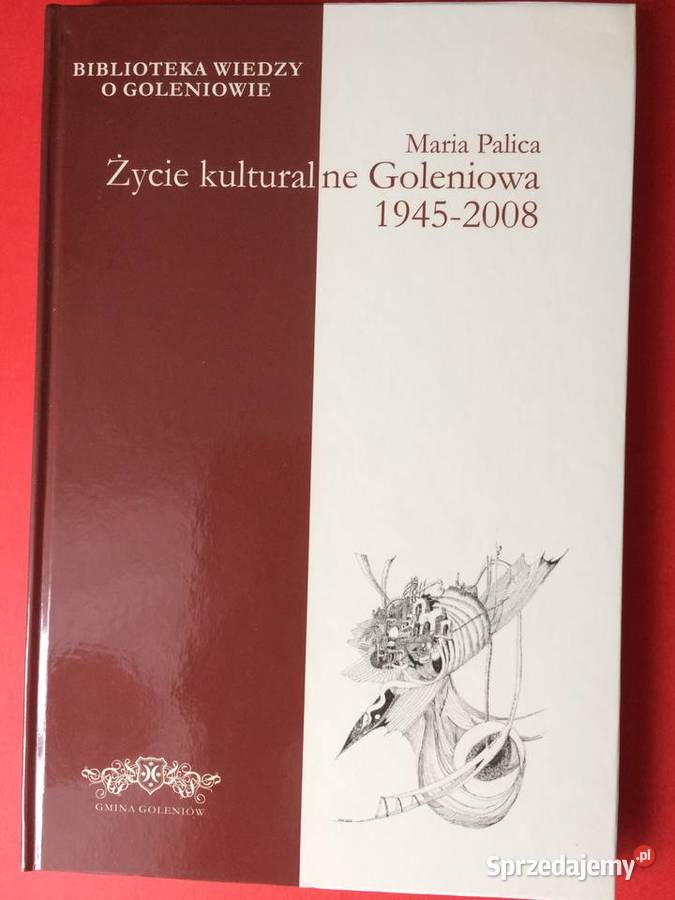 BIBLIOTEKA WIEDZY
O GOLENIOWIE
Maria Palica
Życie kulturalne Goleniowa
1945-2008
GMINA GOLENIÓW
Sprzedajemy.pl